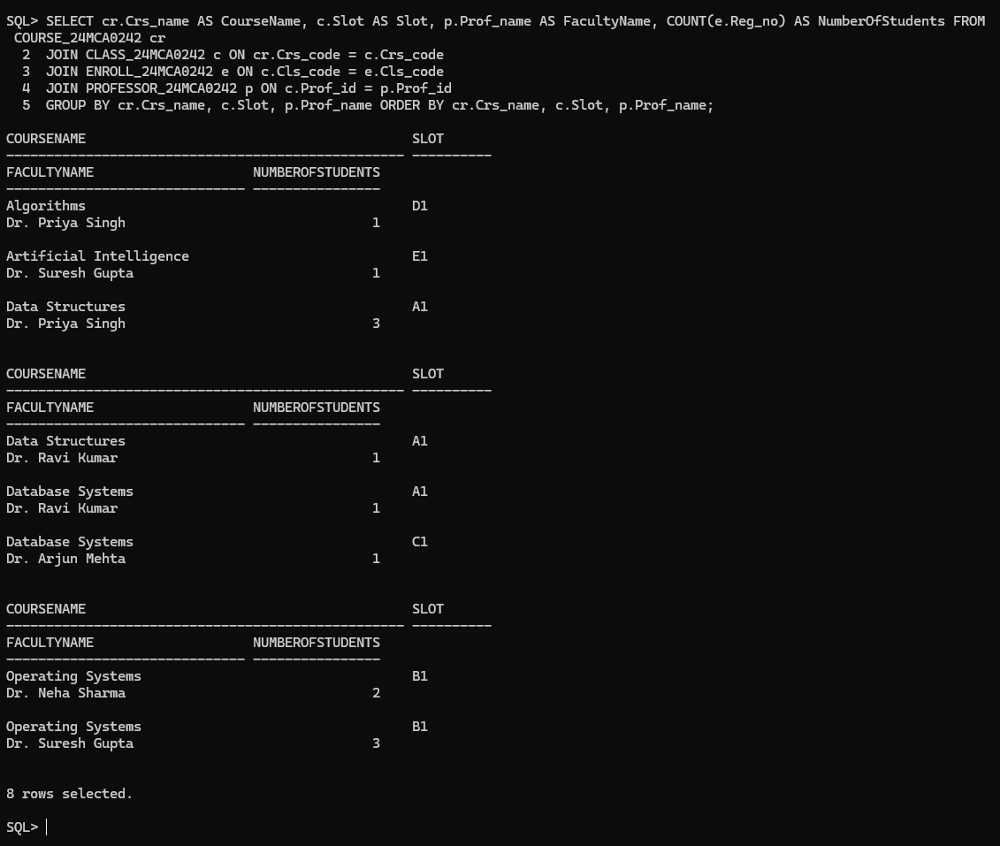 SQL> SELECT cr.Crs_name AS CourseName, c.Slot AS Slot, p.Prof_name AS FacultyName, COUNT(e.Reg_no) AS NumberOfStudents FROM
 COURSE_24MCA0242 cr
  2  JOIN CLASS_24MCA0242 c ON cr.Crs_code = c.Crs_code
  3  JOIN ENROLL_24MCA0242 e ON c.Cls_code = e.Cls_code
  4  JOIN PROFESSOR_24MCA0242 p ON c.Prof_id = p.Prof_id
  5  GROUP BY cr.Crs_name, c.Slot, p.Prof_name ORDER BY cr.Crs_name, c.Slot, p.Prof_name;

COURSENAME                                         SLOT
-------------------------------------------------- ----------
FACULTYNAME                    NUMBEROFSTUDENTS
------------------------------ ----------------
Algorithms                                         D1
Dr. Priya Singh                               1

Artificial Intelligence                            E1
Dr. Suresh Gupta                              1

Data Structures                                    A1
Dr. Priya Singh                               3


COURSENAME                                         SLOT
-------------------------------------------------- ----------
FACULTYNAME                    NUMBEROFSTUDENTS
------------------------------ ----------------
Data Structures                                    A1
Dr. Ravi Kumar                                1

Database Systems                                   A1
Dr. Ravi Kumar                                1

Database Systems                                   C1
Dr. Arjun Mehta                               1


COURSENAME                                         SLOT
-------------------------------------------------- ----------
FACULTYNAME                    NUMBEROFSTUDENTS
------------------------------ ----------------
Operating Systems                                  B1
Dr. Neha Sharma                               2

Operating Systems                                  B1
Dr. Suresh Gupta                              3


8 rows selected.

SQL>